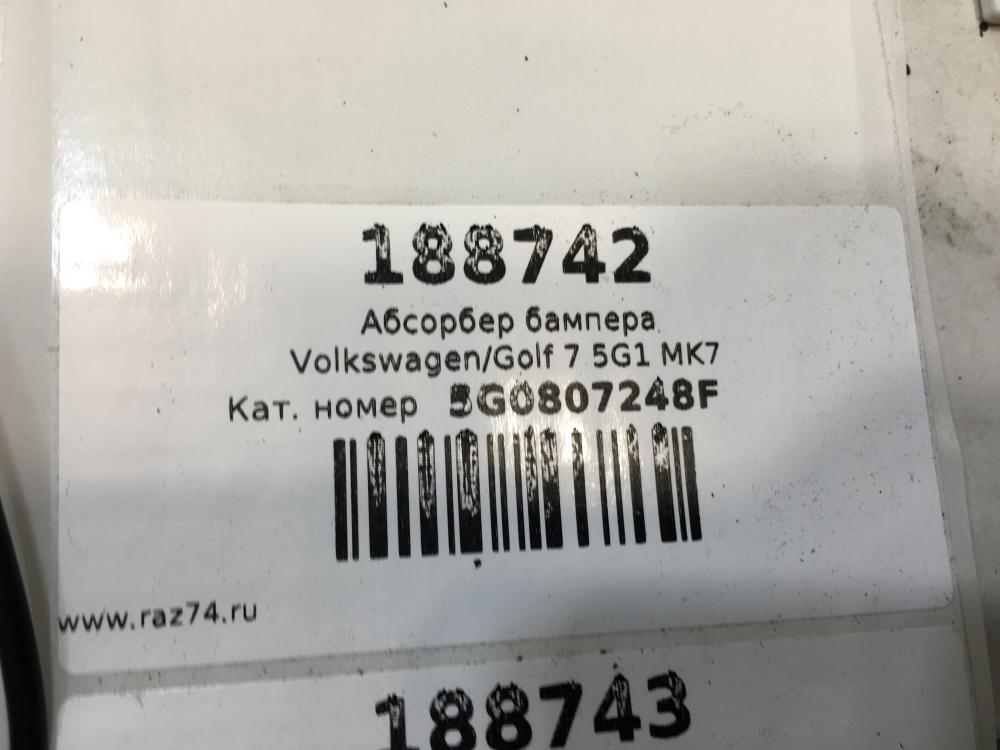 188742
Абсорбер бампера
Volkswagen/Golf 7 5G1 MK7
Кат. номер 5G0807248F
www.raz74.ru
188743